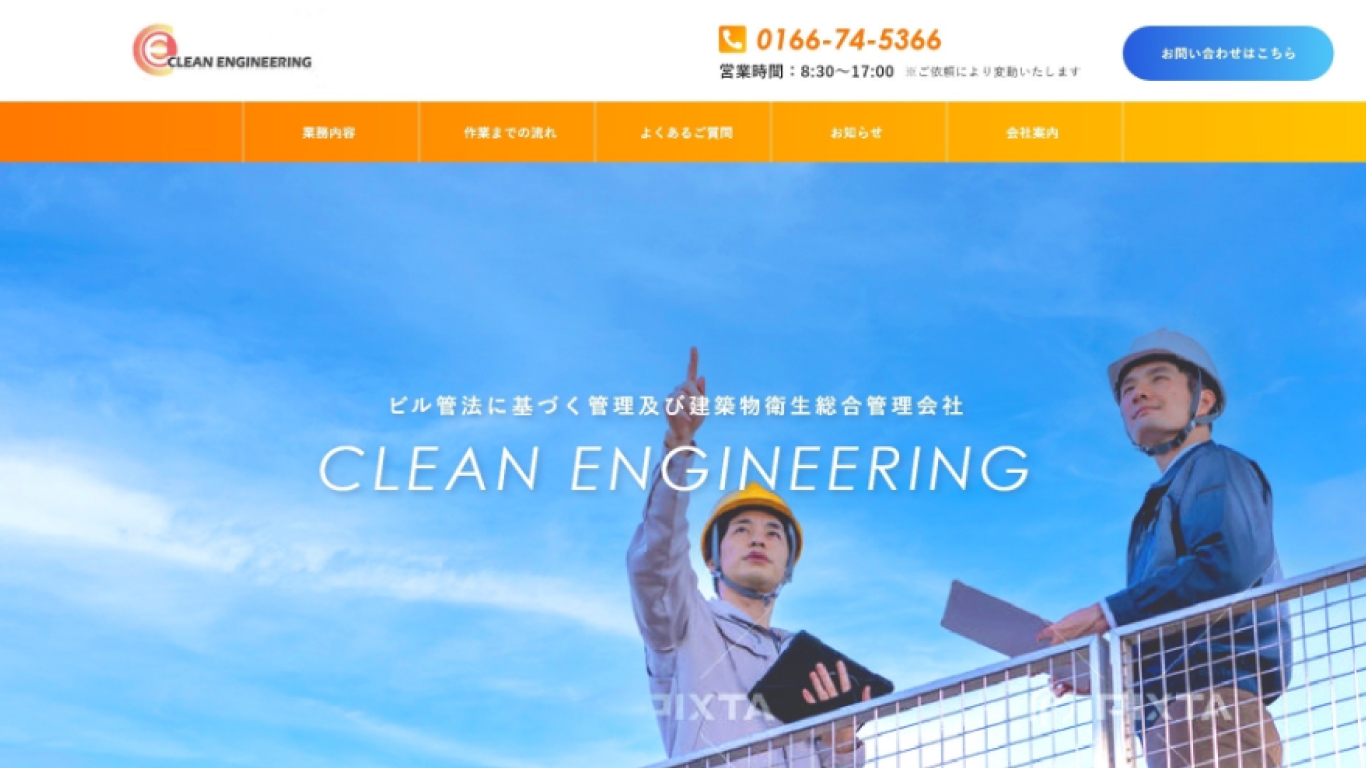 CLEAN ENGINEERING
0166-74-5366
営業時間：8:30〜17:00 ※ご依頼により変動いたします
お問い合わせはこちら
業務内容
作業までの流れ
よくあるご質問
お知らせ
会社案内
ビル管法に基づく管理及び建築物衛生総合管理会社
CLEAN ENGINEERING
PIXTA
PIXTA